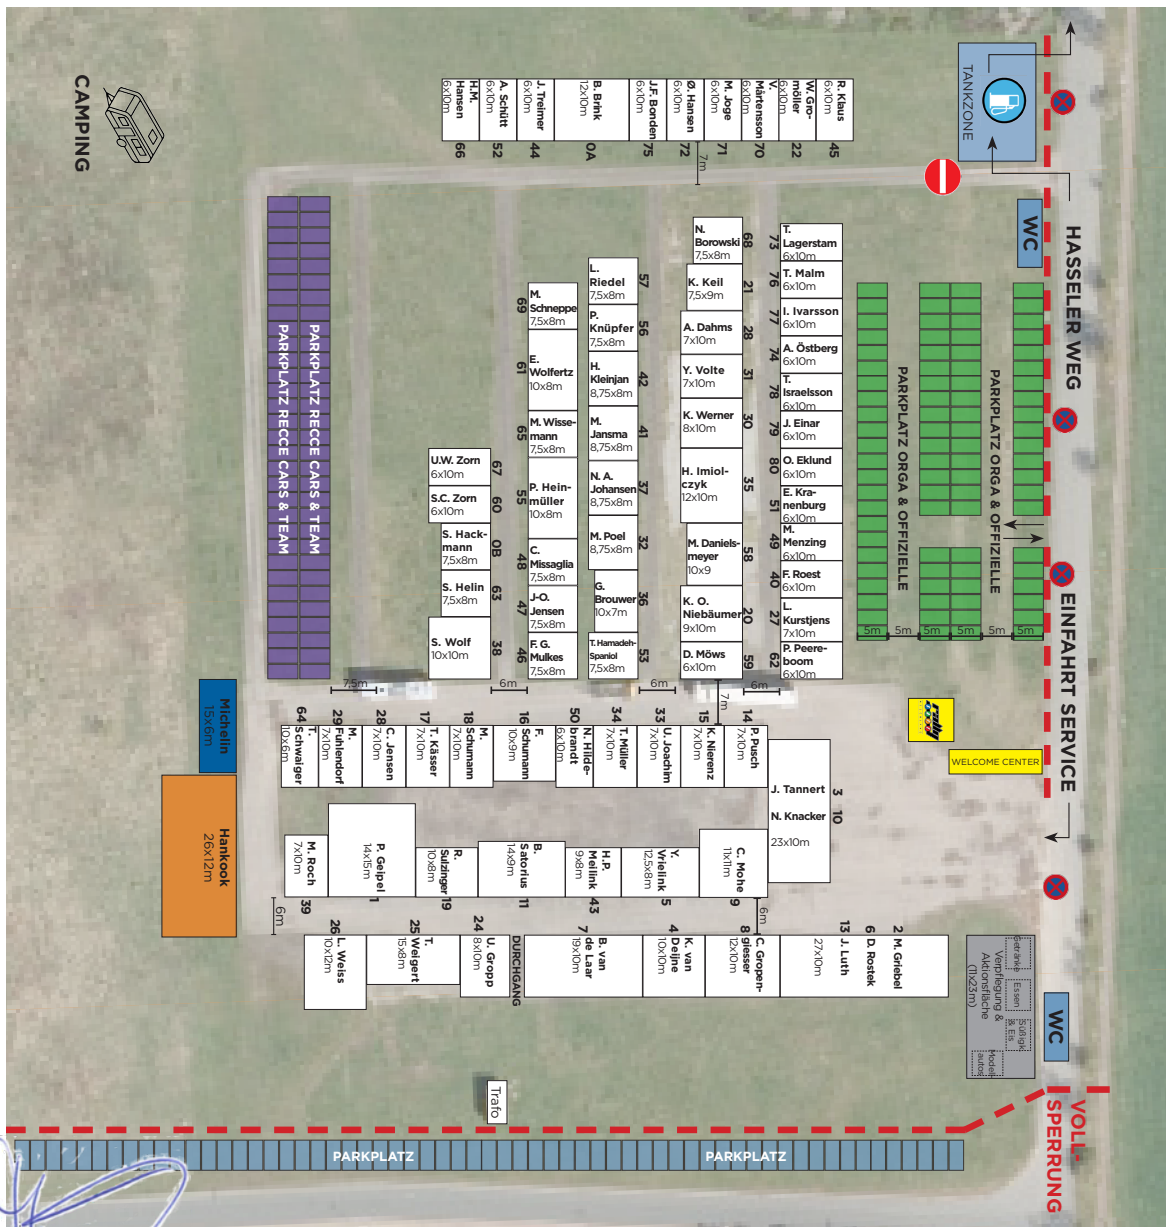 CAMPING
H.M.
Hansen
6x10m
66
A. Schütt
6x10m
52
J. Treimer
6x10m
44
B. Brink
12x10m
0A
J.F. Bonden
6x10m
75
Ø. Hansen
6x10m
72
M. Joge
6x10m
71
V.
Märtensson
6x10m
70
W. Gro-
möller
6x10m
22
R. Klaus
6x10m
45
7m
TANKZONE
WC
HASSELER WEG
EINFAHRT SERVICE
PARKPLATZ RECCE CARS & TEAM
PARKPLATZ RECCE CARS & TEAM
PARKPLATZ ORGA & OFFIZIELLE
PARKPLATZ ORGA & OFFIZIELLE
5m
5m
5m
5m
5m
T.
Lagerstam
6x10m
73
T. Malm
6x10m
76
I. Ivarsson
6x10m
77
A. Östberg
6x10m
74
T.
Israelsson
6x10m
78
J. Einar
6x10m
79
O. Eklund
6x10m
80
E. Kra-
nenburg
6x10m
51
M.
Menzing
6x10m
49
F. Roest
6x10m
40
L.
Kurstjens
7x10m
27
P. Peere-
boom
6x10m
62
N.
Borowski
7,5x8m
68
K. Keil
7,5x9m
21
A. Dahms
7x10m
28
Y. Volte
7x10m
31
K. Werner
8x10m
30
H. Imiol-
czyk
12x10m
35
M. Daniels-
meyer
10x9
58
K. O.
Niebäumer
9x10m
20
D. Möws
6x10m
59
L.
Riedel
7,5x8m
57
P.
Knüpfer
7,5x8m
56
H.
Kleinjan
8,75x8m
42
M.
Jansma
8,75x8m
41
N. A.
Johansen
8,75x8m
37
M. Poel
8,75x8m
32
G.
Brouwer
10x7m
36
T. Hamadeh-
Spaniol
7,5x8m
53
M.
Schneppe
7,5x8m
69
E.
Wolfertz
10x8m
61
M. Wisse-
mann
7,5x8m
65
P. Hein-
müller
10x8m
55
C.
Missaglia
7,5x8m
48
J-O.
Jensen
7,5x8m
47
F. G.
Mulkes
7,5x8m
46
U.W. Zorn
6x10m
67
S.C. Zorn
6x10m
60
S. Hack-
mann
7,5x8m
0B
S. Helin
7,5x8m
63
S. Wolf
10x10m
38
7,5m
6m
6m
7m
6m
Michelin
15x6m
Hankook
26x12m
T.
Schwaiger
10x6m
64
M.
Fuhlendorf
7x10m
29
C. Jensen
7x10m
28
T. Kässer
7x10m
17
M.
Schumann
7x10m
18
F.
Schumann
10x9m
16
N. Hilde-
brandt
6x10m
50
T. Müller
7x10m
34
U. Joachim
7x10m
33
K. Nierenz
7x10m
15
P. Pusch
7x10m
14
J. Tannert
3
N. Knacker
10
23x10m
rally
WELCOME CENTER
M. Roch
7x10m
39
P. Geipel
14x15m
1
R.
Sulzinger
10x8m
19
B.
Satorius
14x9m
11
H.P.
Meilink
9x8m
43
Y.
Vrielink
12,5x8m
5
C. Mohe
11x11m
9
6m
6m
L. Weiss
10x12m
26
T.
Weigert
15x8m
25
U. Gropp
8x10m
24
DURCHGANG
B. van
de Laar
19x10m
7
K. van
Deijne
10x10m
4
C. Gropen-
giesser
12x10m
8
M. Griebel
2
D. Rostek
6
J. Luth
13
27x10m
Getränke
Essen
Süßigk.
& Eis
Modell-
autos
Verpflegung &
Aktionsfläche
(11x23m)
WC
VOLL-
SPERRUNG
Trafo
PARKPLATZ
PARKPLATZ